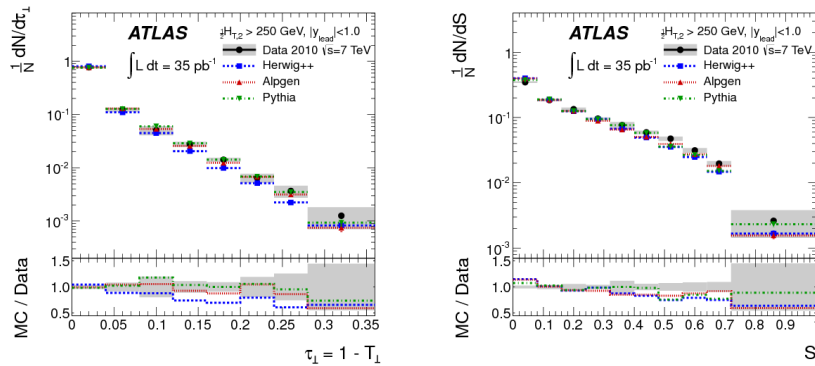 1/N dN/dτ⊥
ATLAS
½H_T,2 > 250 GeV, |y_lead|<1.0
∫L dt = 35 pb⁻¹
Data 2010 √s=7 TeV
Herwig++
Alpgen
Pythia
1
10⁻¹
10⁻²
10⁻³
MC / Data
1.5
1.0
0.5
0 0.05 0.1 0.15 0.2 0.25 0.3 0.35
τ⊥ = 1 - T⊥
1/N dN/dS
ATLAS
½H_T,2 > 250 GeV, |y_lead|<1.0
∫L dt = 35 pb⁻¹
Data 2010 √s=7 TeV
Herwig++
Alpgen
Pythia
1
10⁻¹
10⁻²
10⁻³
MC / Data
1.5
1.0
0.5
0 0.1 0.2 0.3 0.4 0.5 0.6 0.7 0.8 0.9
S